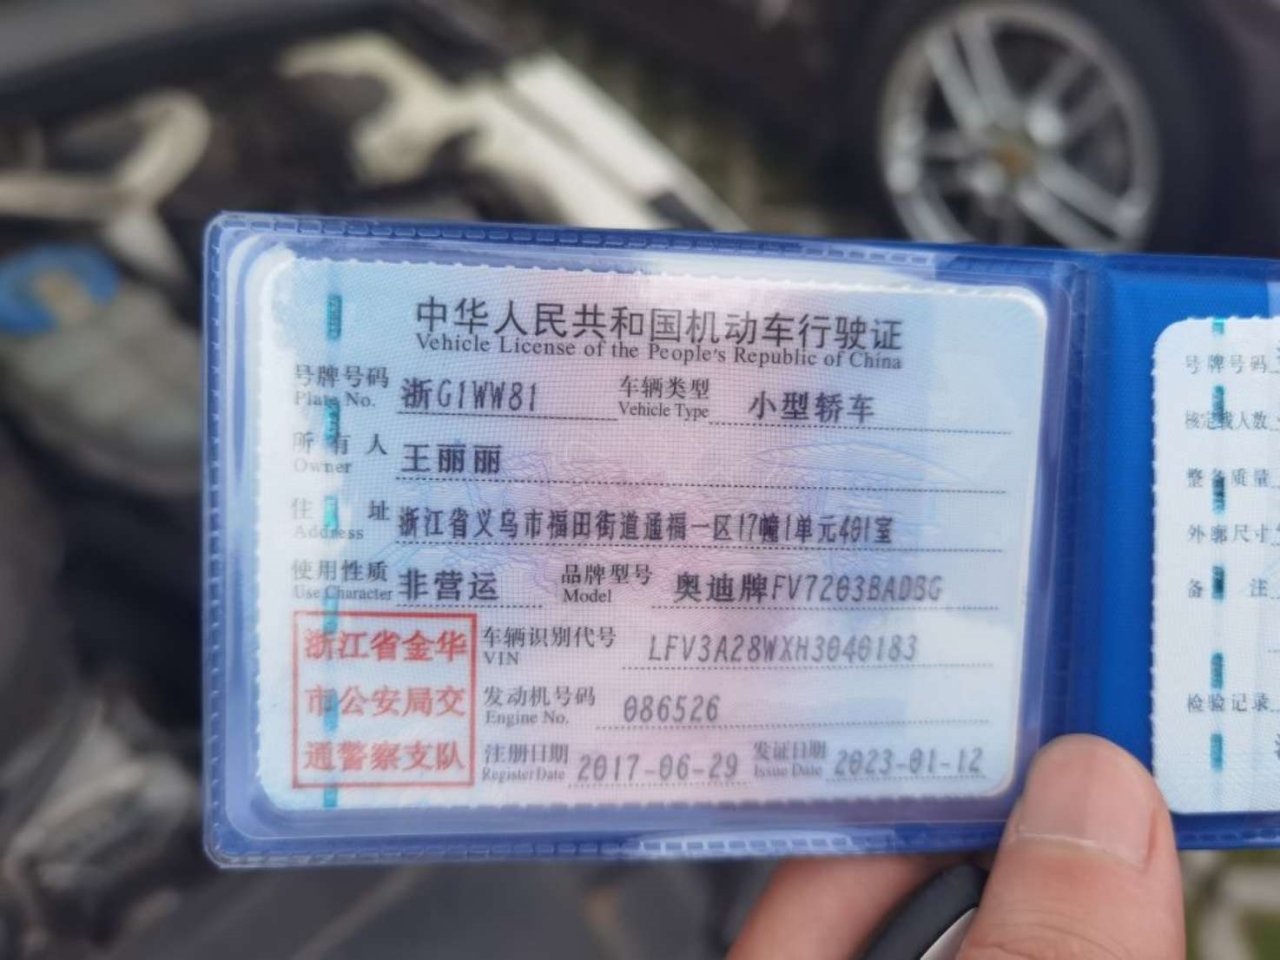 中华人民共和国机动车行驶证
Vehicle License of the People's Republic of China
号牌号码 浙G1WW81 车辆类型 小型轿车
Plate No. Vehicle Type
所有人 王丽丽
Owner
住址 浙江省义乌市福田街道通福一区17幢1单元401室
Address
使用性质 非营运 品牌型号 奥迪牌FV7203BADBG
Use Character Model
浙江省金华
市公安局交
通警察支队
车辆识别代号 LFV3A28WXH3040183
VIN
发动机号码 086526
Engine No.
注册日期 2017-06-29 发证日期 2023-01-12
Register Date Issue Date
号牌号码
核定载人数
整备质量
外廓尺寸
备注
检验记录